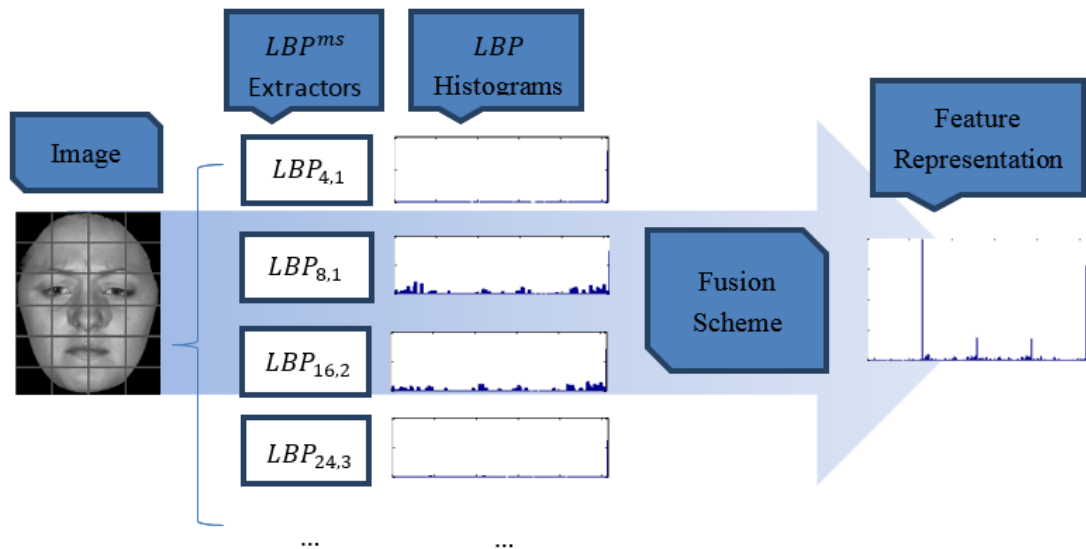 LBP^ms
Extractors
LBP
Histograms
Image
Feature
Representation
LBP_4,1
LBP_8,1
Fusion
Scheme
LBP_16,2
LBP_24,3
... ...